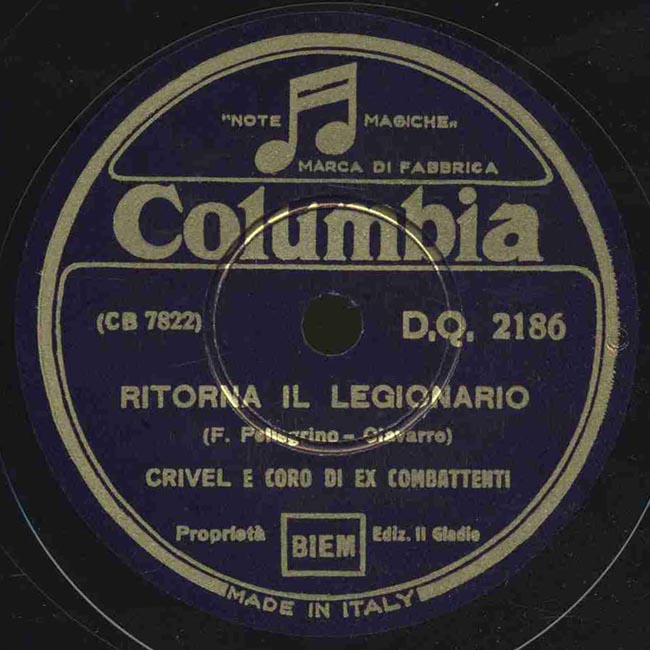 "NOTE MAGICHE"
MARCA DI FABBRICA
Columbia
(CB 7822) D.Q. 2186
RITORNA IL LEGIONARIO
(F. Pellegrino - Ciavarro)
CRIVEL E CORO DI EX COMBATTENTI
Proprietà BIEM Ediz. Il Gladio
MADE IN ITALY